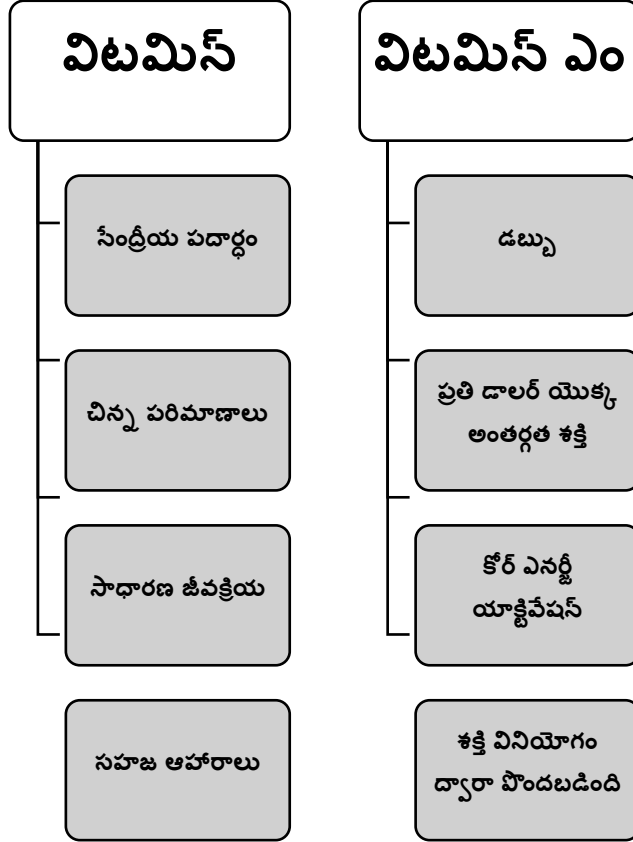 విటమిన్
సేంద్రీయ పదార్ధం
చిన్న పరిమాణాలు
సాధారణ జీవక్రియ
సహజ ఆహారాలు
విటమిన్ ఎం
డబ్బు
ప్రతి డాలర్ యొక్క
అంతర్గత శక్తి
కోర్ ఎనర్జీ
యాక్టివేషన్
శక్తి వినియోగం
ద్వారా పొందబడింది